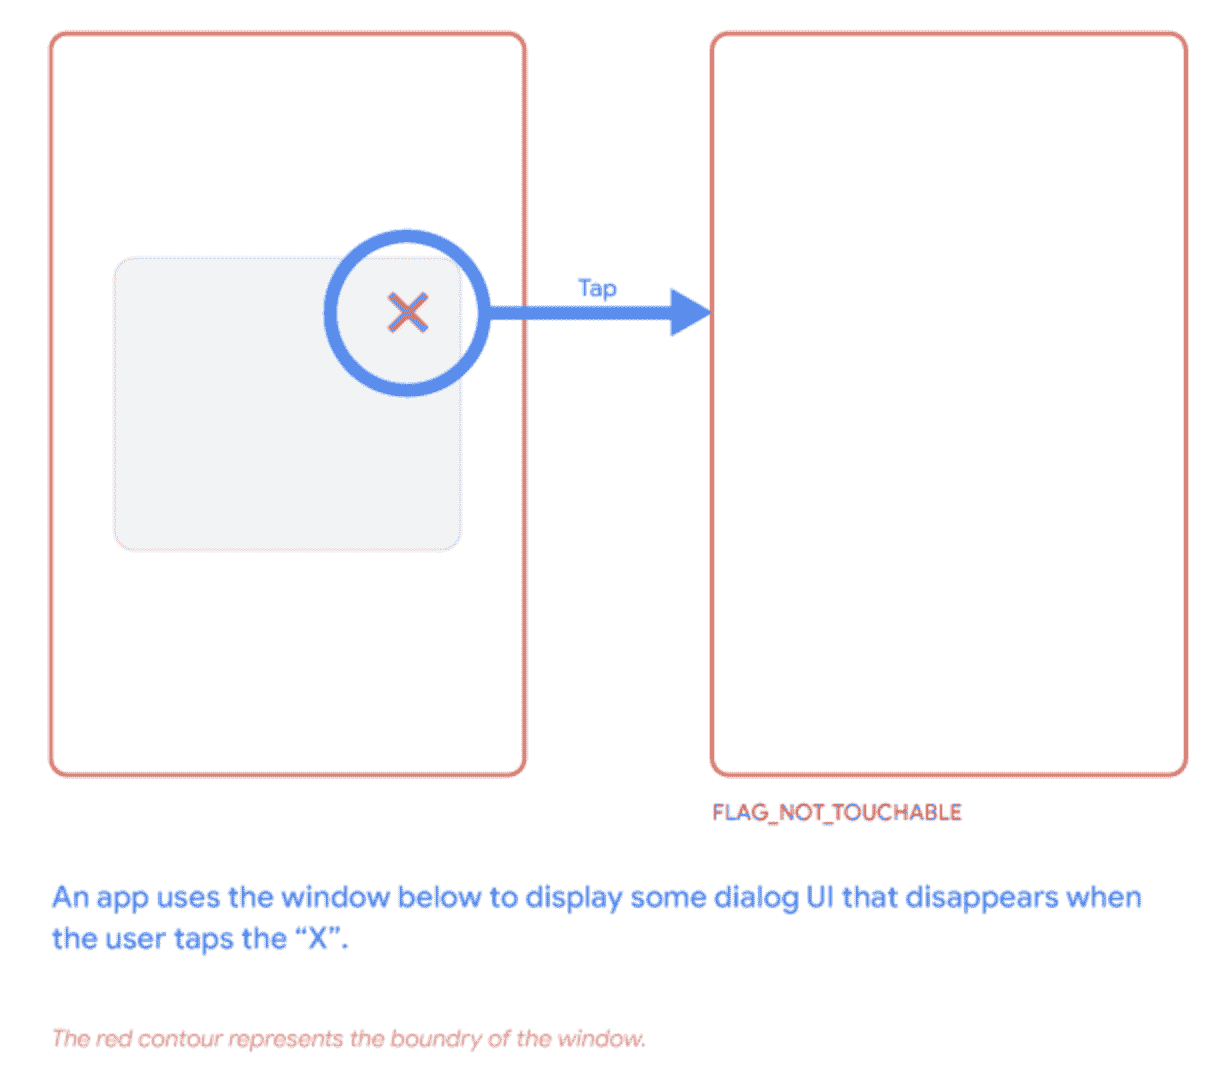 Tap
FLAG_NOT_TOUCHABLE
An app uses the window below to display some dialog UI that disappears when
the user taps the “X”.
The red contour represents the boundry of the window.